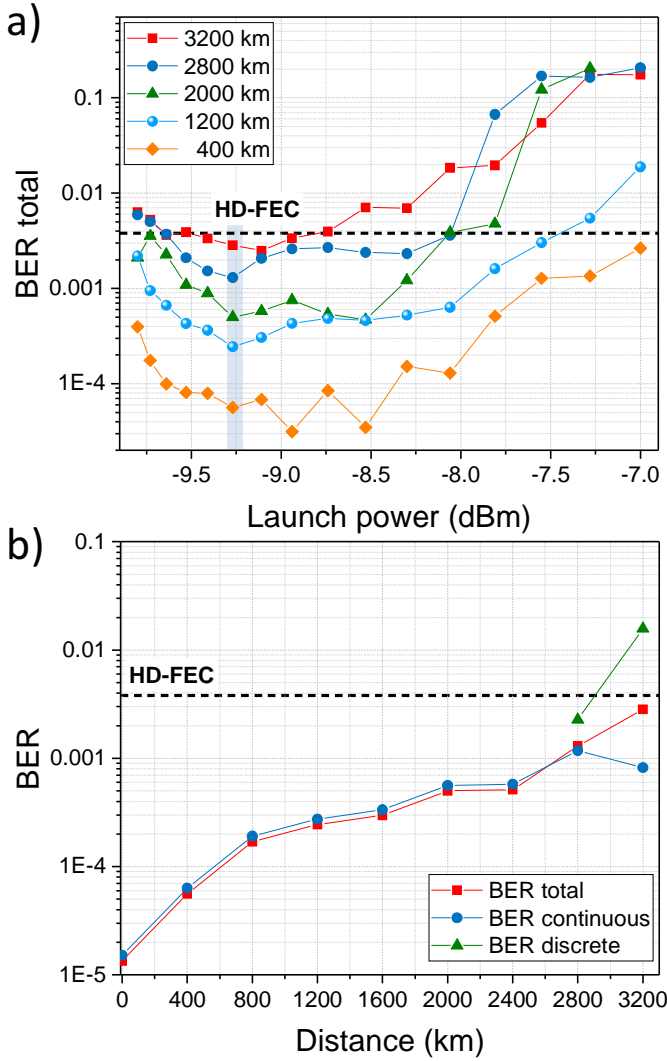 a)
3200 km
2800 km
2000 km
1200 km
400 km
HD-FEC
BER total
0.1
0.01
0.001
1E-4
-9.5
-9.0
-8.5
-8.0
-7.5
-7.0
Launch power (dBm)
b)
HD-FEC
BER
0.1
0.01
0.001
1E-4
1E-5
BER total
BER continuous
BER discrete
0
400
800
1200
1600
2000
2400
2800
3200
Distance (km)